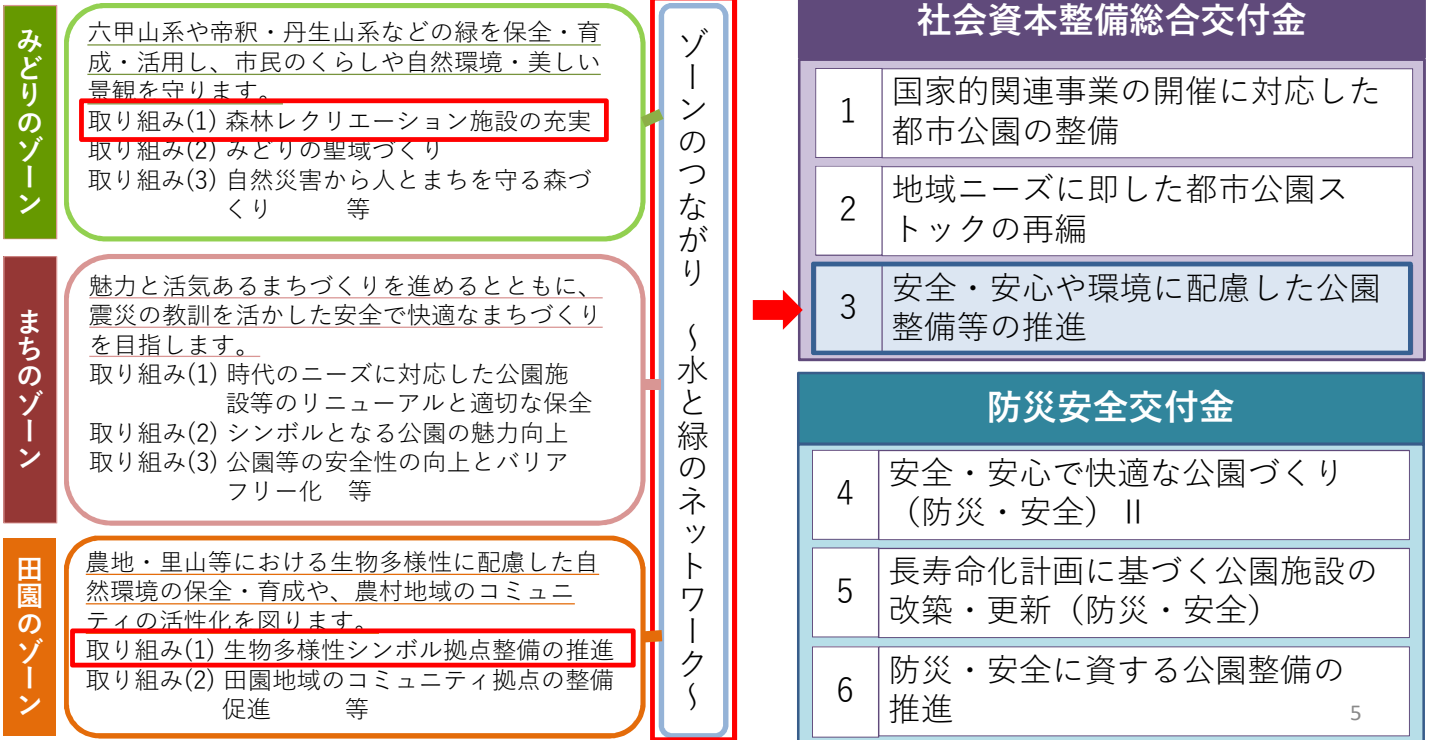 みどりのゾーン
六甲山系や帝釈・丹生山系などの緑を保全・育
成・活用し、市民のくらしや自然環境・美しい
景観を守ります。
取り組み(1) 森林レクリエーション施設の充実
取り組み(2) みどりの聖域づくり
取り組み(3) 自然災害から人とまちを守る森づ
くり 等
まちのゾーン
魅力と活気あるまちづくりを進めるとともに、
震災の教訓を活かした安全で快適なまちづくり
を目指します。
取り組み(1) 時代のニーズに対応した公園施
設等のリニューアルと適切な保全
取り組み(2) シンボルとなる公園の魅力向上
取り組み(3) 公園等の安全性の向上とバリア
フリー化 等
田園のゾーン
農地・里山等における生物多様性に配慮した自
然環境の保全・育成や、農村地域のコミュニ
ティの活性化を図ります。
取り組み(1) 生物多様性シンボル拠点整備の推進
取り組み(2) 田園地域のコミュニティ拠点の整備
促進 等
ゾーンのつながり ~水と緑のネットワーク~
社会資本整備総合交付金
1
国家的関連事業の開催に対応した
都市公園の整備
2
地域ニーズに即した都市公園ス
トックの再編
3
安全・安心や環境に配慮した公園
整備等の推進
防災安全交付金
4
安全・安心で快適な公園づくり
（防災・安全）Ⅱ
5
長寿命化計画に基づく公園施設の
改築・更新（防災・安全）
6
防災・安全に資する公園整備の
推進
5